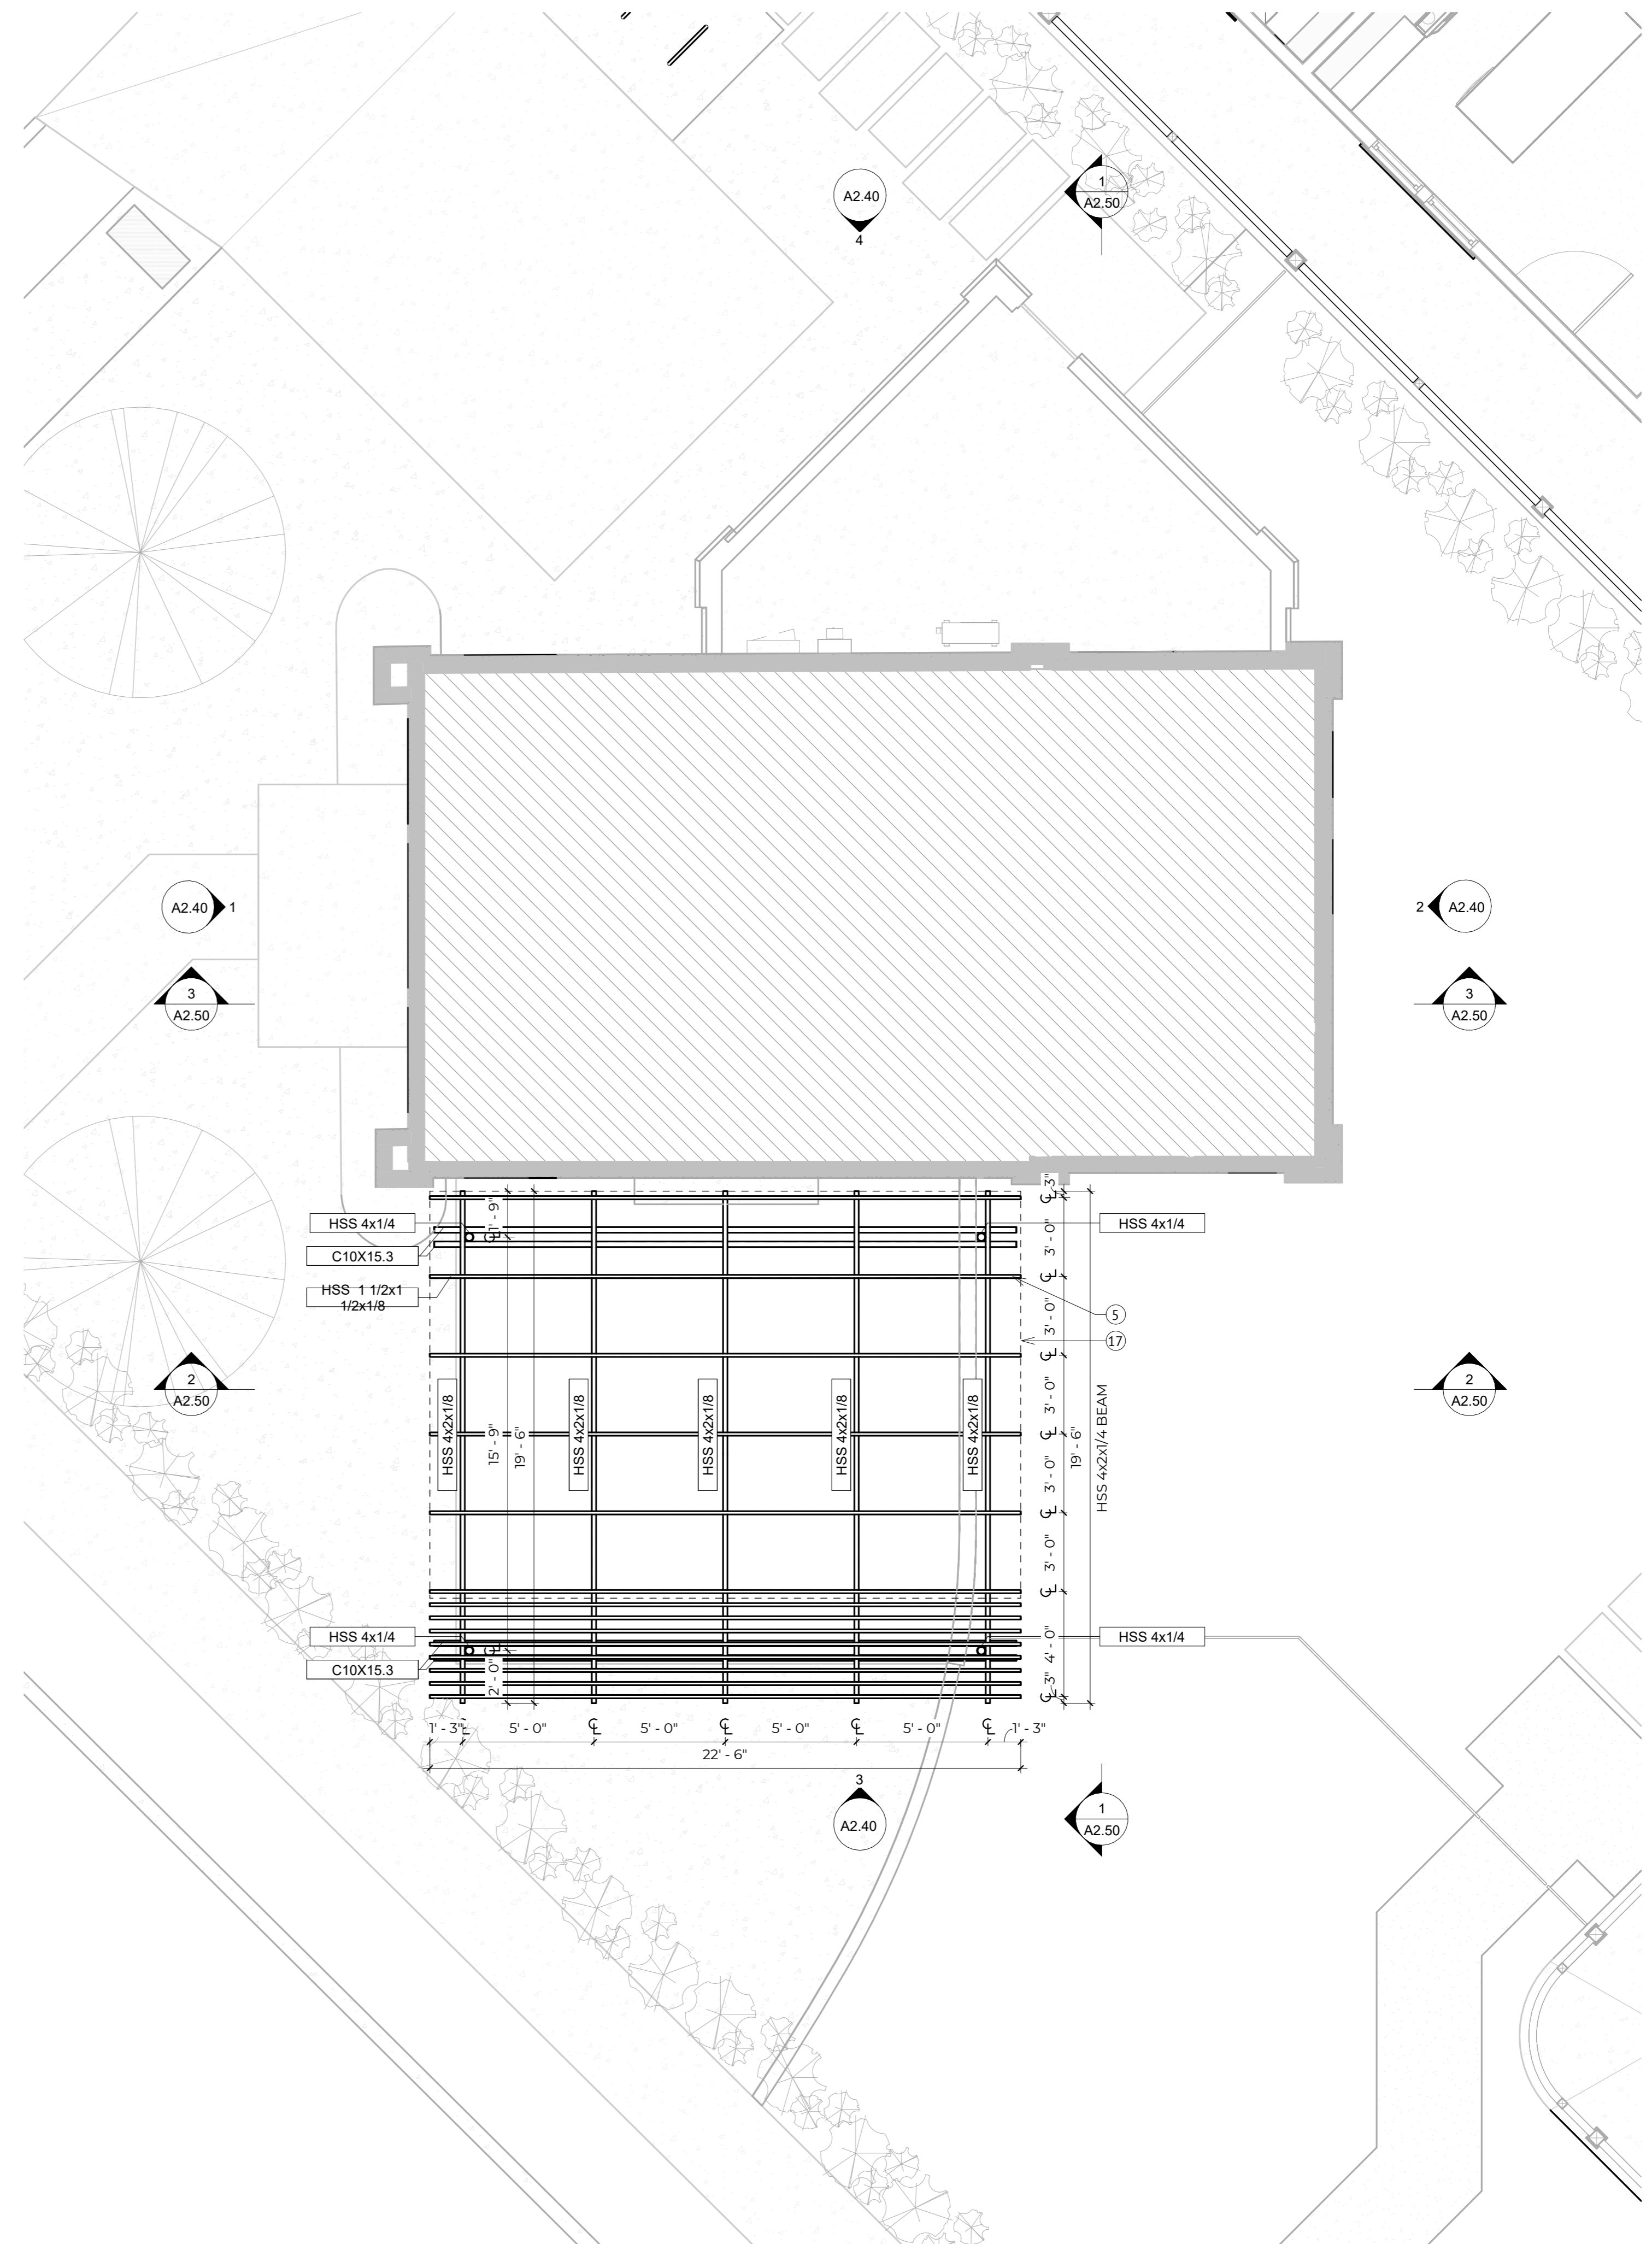 1
A2.50
A2.40
4
A2.40
1
2
A2.40
3
A2.50
3
A2.50
3"
HSS 4x1/4
1' - 9"
3' - 0"
HSS 4x1/4
C10X15.3
HSS 1 1/2x1
1/2x1/8
5
3' - 0"
17
2
A2.50
2
A2.50
HSS 4x2x1/8
15' - 9"
19' - 6"
HSS 4x2x1/8
HSS 4x2x1/8
HSS 4x2x1/8
HSS 4x2x1/8
3' - 0"
3' - 0"
3' - 0"
19' - 6"
HSS 4x2x1/4 BEAM
HSS 4x1/4
4' - 0"
HSS 4x1/4
C10X15.3
2' - 0"
3"
1' - 3"
5' - 0"
5' - 0"
5' - 0"
5' - 0"
1' - 3"
22' - 6"
3
A2.40
1
A2.50